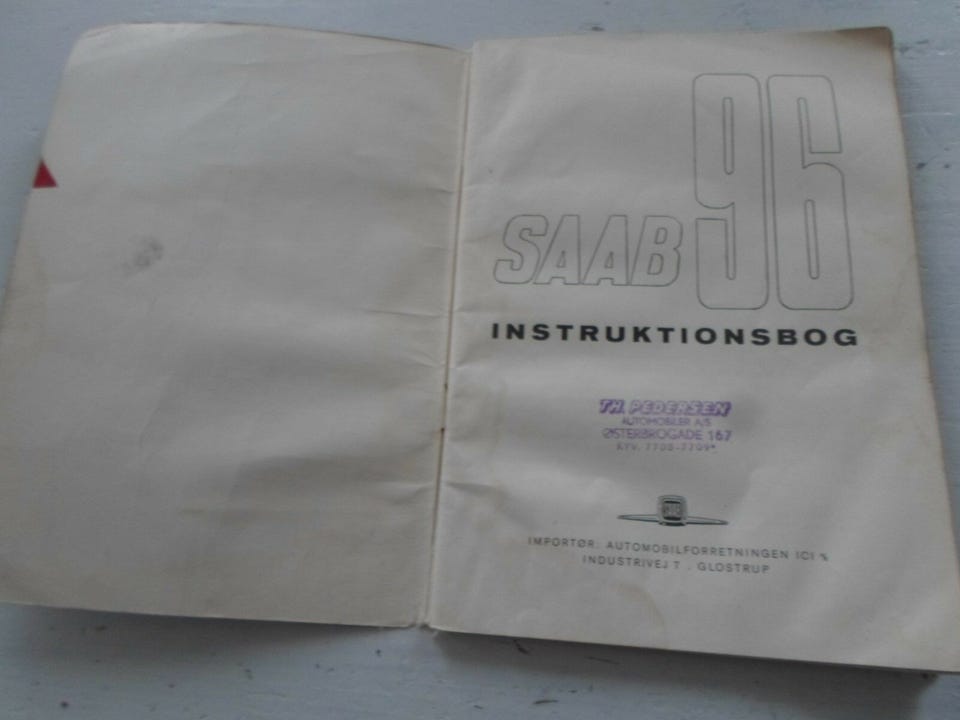 SAAB 96
INSTRUKTIONSBOG
TH. PEDERSEN
AUTOMOBILER A/S
ØSTERBROGADE 167
IMPORTØR: AUTOMOBILFORRETNINGEN ICI A/S
INDUSTRIVEJ 7 . GLOSTRUP